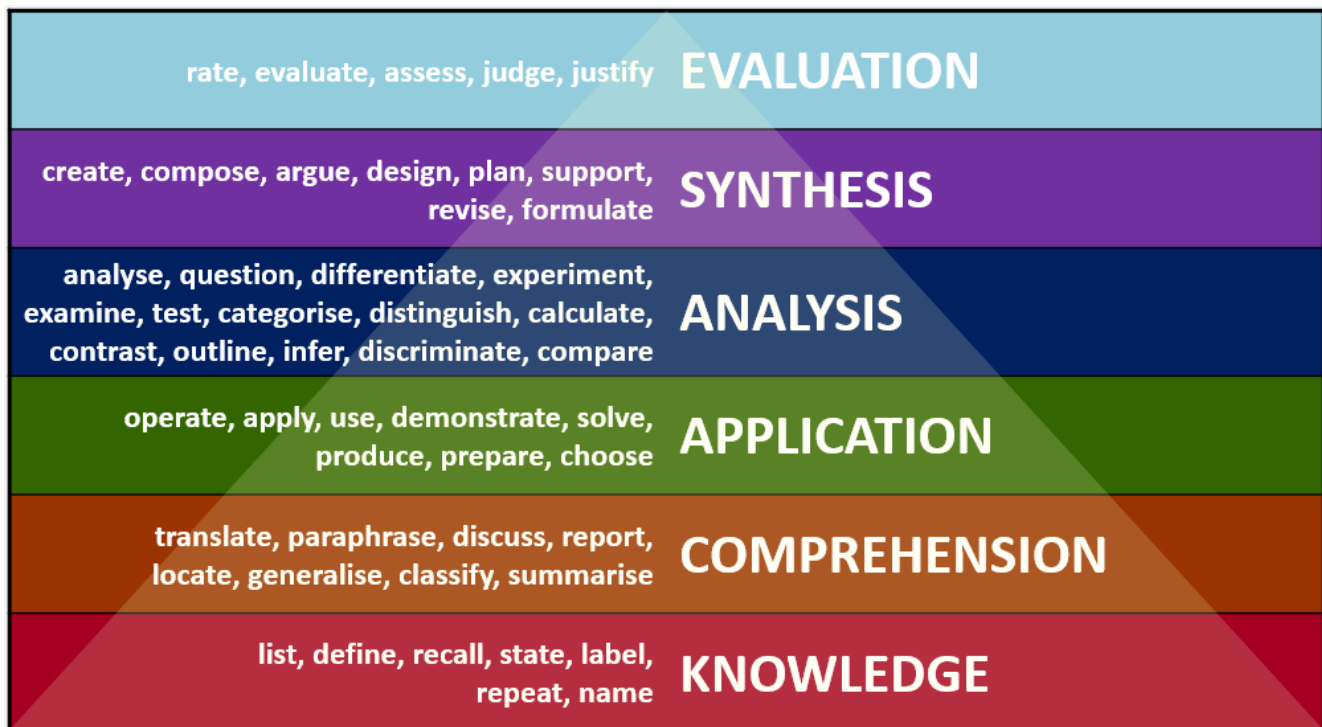 rate, evaluate, assess, judge, justify
EVALUATION
create, compose, argue, design, plan, support,
revise, formulate
SYNTHESIS
analyse, question, differentiate, experiment,
examine, test, categorise, distinguish, calculate,
contrast, outline, infer, discriminate, compare
ANALYSIS
operate, apply, use, demonstrate, solve,
produce, prepare, choose
APPLICATION
translate, paraphrase, discuss, report,
locate, generalise, classify, summarise
COMPREHENSION
list, define, recall, state, label,
repeat, name
KNOWLEDGE